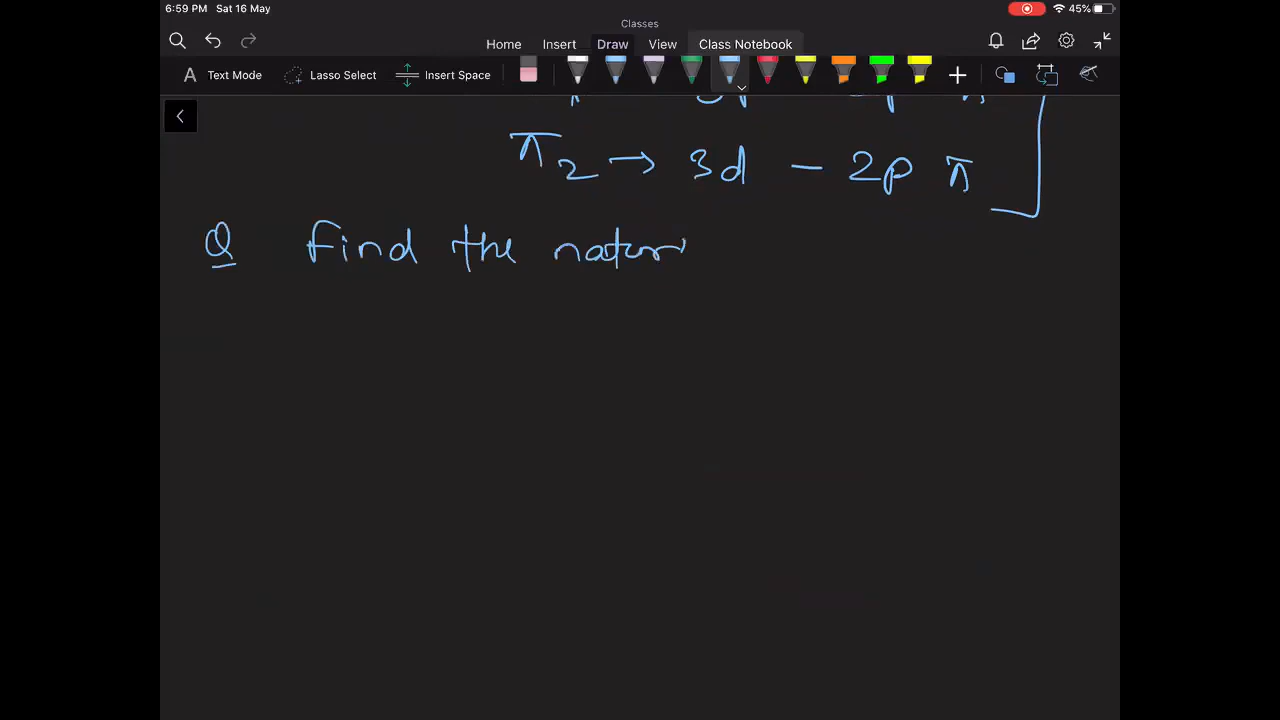 6:59 PM Sat 16 May
45%
Classes
Home Insert Draw View Class Notebook
A Text Mode Lasso Select Insert Space
π2 → 3d — 2p π
Q Find the natur